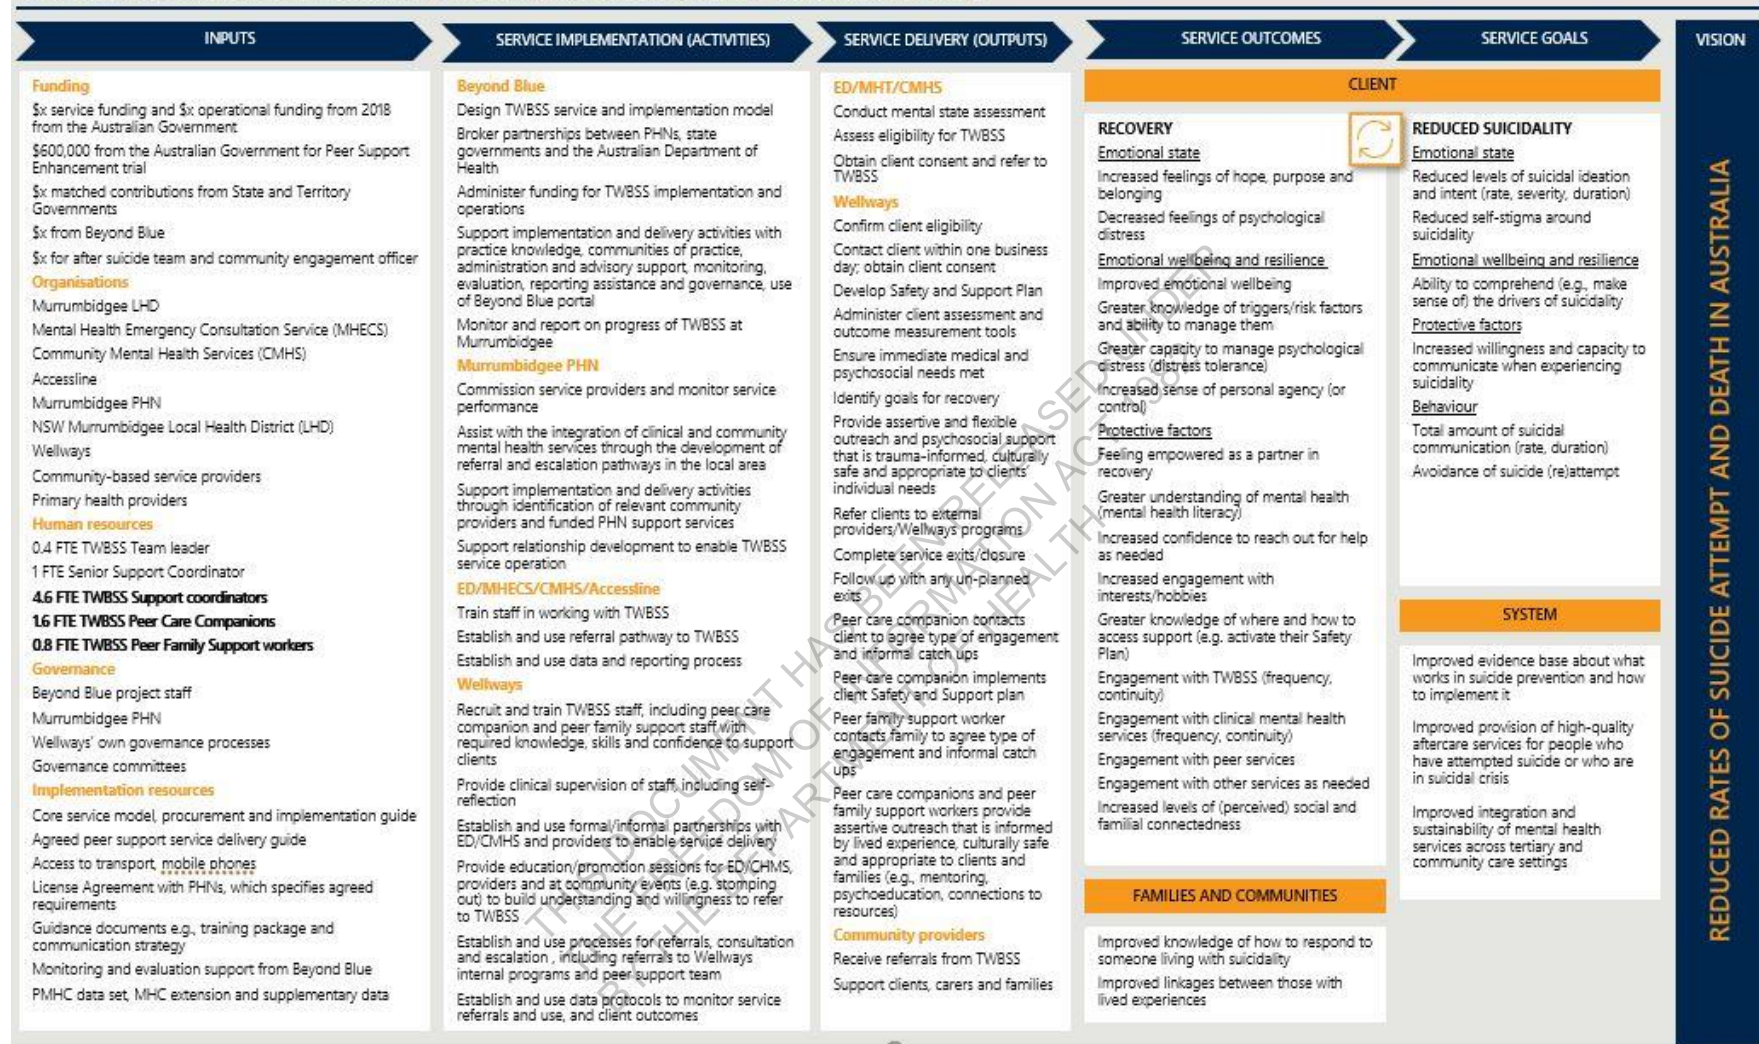 INPUTS
SERVICE IMPLEMENTATION (ACTIVITIES)
SERVICE DELIVERY (OUTPUTS)
SERVICE OUTCOMES
SERVICE GOALS
VISION
Funding
$x service funding and $x operational funding from 2018
from the Australian Government
$600,000 from the Australian Government for Peer Support
Enhancement trial
$x matched contributions from State and Territory
Governments
$x from Beyond Blue
$x for after suicide team and community engagement officer
Organisations
Murrumbidgee LHD
Mental Health Emergency Consultation Service (MHECS)
Community Mental Health Services (CMHS)
Accessline
Murrumbidgee PHN
NSW Murrumbidgee Local Health District (LHD)
Wellways
Community-based service providers
Primary health providers
Human resources
0.4 FTE TWBSS Team leader
1 FTE Senior Support Coordinator
4.6 FTE TWBSS Support coordinators
1.6 FTE TWBSS Peer Care Companions
0.8 FTE TWBSS Peer Family Support workers
Governance
Beyond Blue project staff
Murrumbidgee PHN
Wellways' own governance processes
Governance committees
Implementation resources
Core service model, procurement and implementation guide
Agreed peer support service delivery guide
Access to transport, mobile phones
License Agreement with PHNs, which specifies agreed
requirements
Guidance documents e.g., training package and
communication strategy
Monitoring and evaluation support from Beyond Blue
PMHC data set, MHC extension and supplementary data
Beyond Blue
Design TWBSS service and implementation model
Broker partnerships between PHNs, state
governments and the Australian Department of
Health
Administer funding for TWBSS implementation and
operations
Support implementation and delivery activities with
practice knowledge, communities of practice,
administration and advisory support, monitoring,
evaluation, reporting assistance and governance, use
of Beyond Blue portal
Monitor and report on progress of TWBSS at
Murrumbidgee
Murrumbidgee PHN
Commission service providers and monitor service
performance
Assist with the integration of clinical and community
mental health services through the development of
referral and escalation pathways in the local area
Support implementation and delivery activities
through identification of relevant community
providers and funded PHN support services
Support relationship development to enable TWBSS
service operation
ED/MHECS/CMHS/Accessline
Train staff in working with TWBSS
Establish and use referral pathway to TWBSS
Establish and use data and reporting process
Wellways
Recruit and train TWBSS staff, including peer care
companion and peer family support staff with
required knowledge, skills and confidence to support
clients
Provide clinical supervision of staff, including self-
reflection
Establish and use formal/informal partnerships with
ED/CMHS and providers to enable service delivery
Provide education/promotion sessions for ED/CHMS,
providers and at community events (e.g. stomping
out) to build understanding and willingness to refer
to TWBSS
Establish and use processes for referrals, consultation
and escalation , including referrals to Wellways
internal programs and peer support team
Establish and use data protocols to monitor service
referrals and use, and client outcomes
ED/MHT/CMHS
Conduct mental state assessment
Assess eligibility for TWBSS
Obtain client consent and refer to
TWBSS
Wellways
Confirm client eligibility
Contact client within one business
day; obtain client consent
Develop Safety and Support Plan
Administer client assessment and
outcome measurement tools
Ensure immediate medical and
psychosocial needs met
Identify goals for recovery
Provide assertive and flexible
outreach and psychosocial support
that is trauma-informed, culturally
safe and appropriate to clients'
individual needs
Refer clients to external
providers/Wellways programs
Complete service exits/closure
Follow up with any un-planned
exits
Peer care companion contacts
client to agree type of engagement
and informal catch ups
Peer care companion implements
client Safety and Support plan
Peer family support worker
contacts family to agree type of
engagement and informal catch
ups
Peer care companions and peer
family support workers provide
assertive outreach that is informed
by lived experience, culturally safe
and appropriate to clients and
families (e.g., mentoring,
psychoeducation, connections to
resources)
Community providers
Receive referrals from TWBSS
Support clients, carers and families
CLIENT
RECOVERY
Emotional state
Increased feelings of hope, purpose and
belonging
Decreased feelings of psychological
distress
Emotional wellbeing and resilience
Improved emotional wellbeing
Greater knowledge of triggers/risk factors
and ability to manage them
Greater capacity to manage psychological
distress (distress tolerance)
Increased sense of personal agency (or
control)
Protective factors
Feeling empowered as a partner in
recovery
Greater understanding of mental health
(mental health literacy)
Increased confidence to reach out for help
as needed
Increased engagement with
interests/hobbies
Greater knowledge of where and how to
access support (e.g. activate their Safety
Plan)
Engagement with TWBSS (frequency,
continuity)
Engagement with clinical mental health
services (frequency, continuity)
Engagement with peer services
Engagement with other services as needed
Increased levels of (perceived) social and
familial connectedness
FAMILIES AND COMMUNITIES
Improved knowledge of how to respond to
someone living with suicidality
Improved linkages between those with
lived experiences
REDUCED SUICIDALITY
Emotional state
Reduced levels of suicidal ideation
and intent (rate, severity, duration)
Reduced self-stigma around
suicidality
Emotional wellbeing and resilience
Ability to comprehend (e.g., make
sense of) the drivers of suicidality
Protective factors
Increased willingness and capacity to
communicate when experiencing
suicidality
Behaviour
Total amount of suicidal
communication (rate, duration)
Avoidance of suicide (re)attempt
SYSTEM
Improved evidence base about what
works in suicide prevention and how
to implement it
Improved provision of high-quality
aftercare services for people who
have attempted suicide or who are
in suicidal crisis
Improved integration and
sustainability of mental health
services across tertiary and
community care settings
REDUCED RATES OF SUICIDE ATTEMPT AND DEATH IN AUSTRALIA
THIS DOCUMENT HAS BEEN RELEASED UNDER
THE FREEDOM OF INFORMATION ACT 1982
BY THE DEPARTMENT OF HEALTH